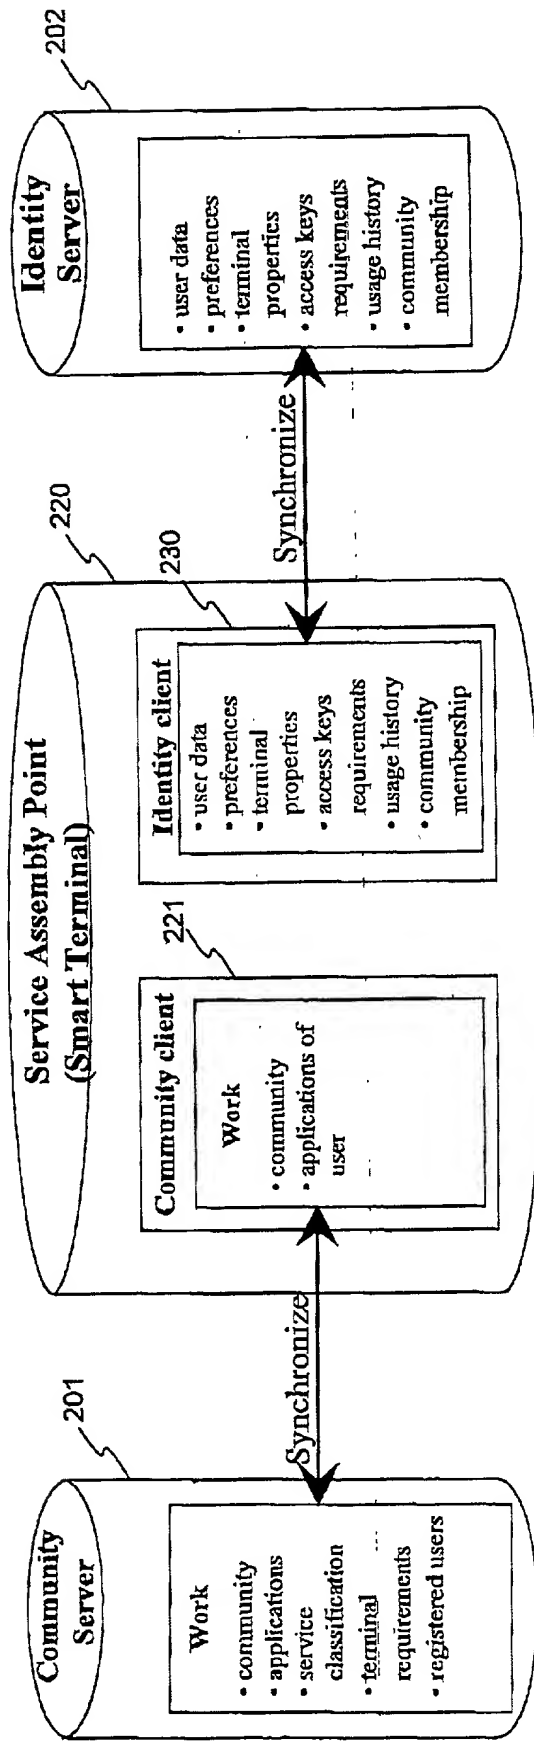 Community
Server
201
Work
• community
• applications
• service
classification
• terminal
requirements
• registered users
Synchronize
Service Assembly Point
(Smart Terminal)
220
Community client
221
Work
• community
• applications of
user
Identity client
230
• user data
• preferences
• terminal
properties
• access keys
requirements
• usage history
• community
membership
Synchronize
Identity
Server
202
• user data
• preferences
• terminal
properties
• access keys
requirements
• usage history
• community
membership